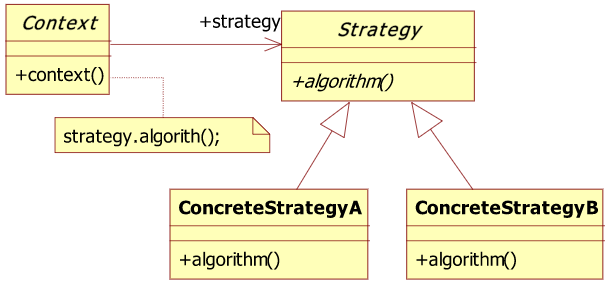 Context
+strategy
Strategy
+context()
+algorithm()
strategy.algorith();
ConcreteStrategyA
ConcreteStrategyB
+algorithm()
+algorithm()